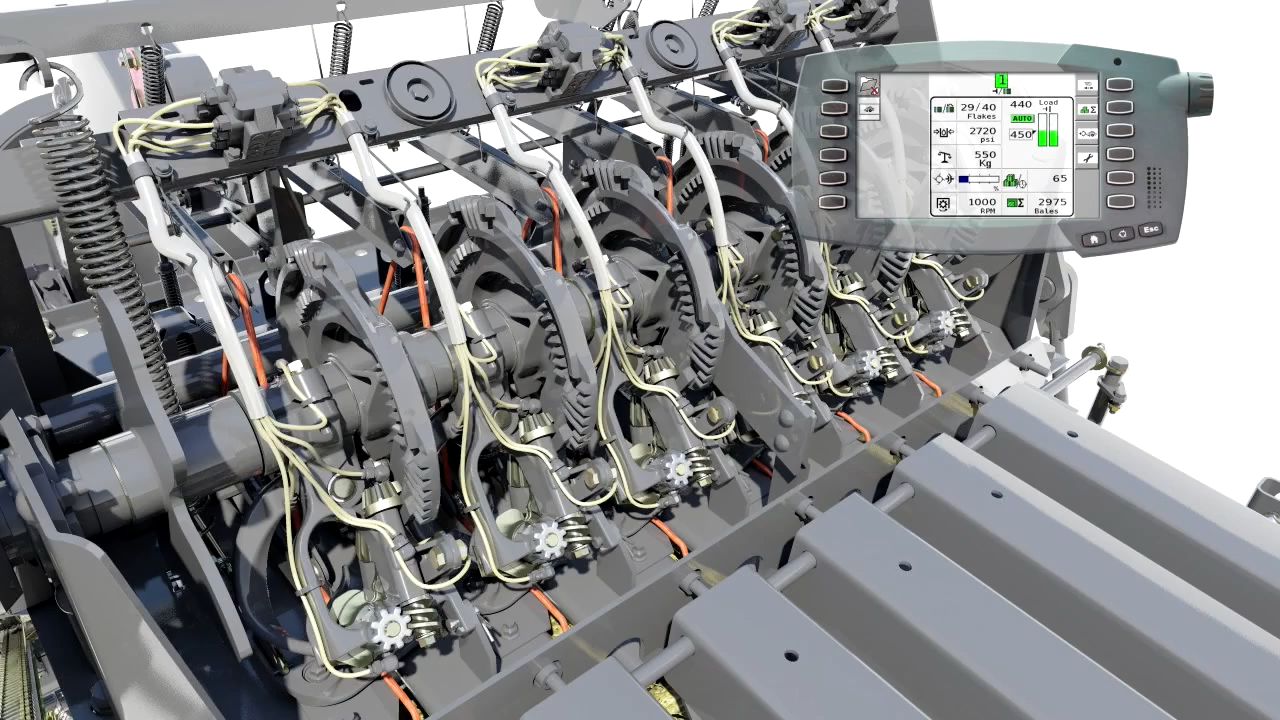 1
29/40
Flakes
440
Load
AUTO
2720
psi
450
550
Kg
%
65
1000
RPM
Σ
2975
Bales
Σ
Esc